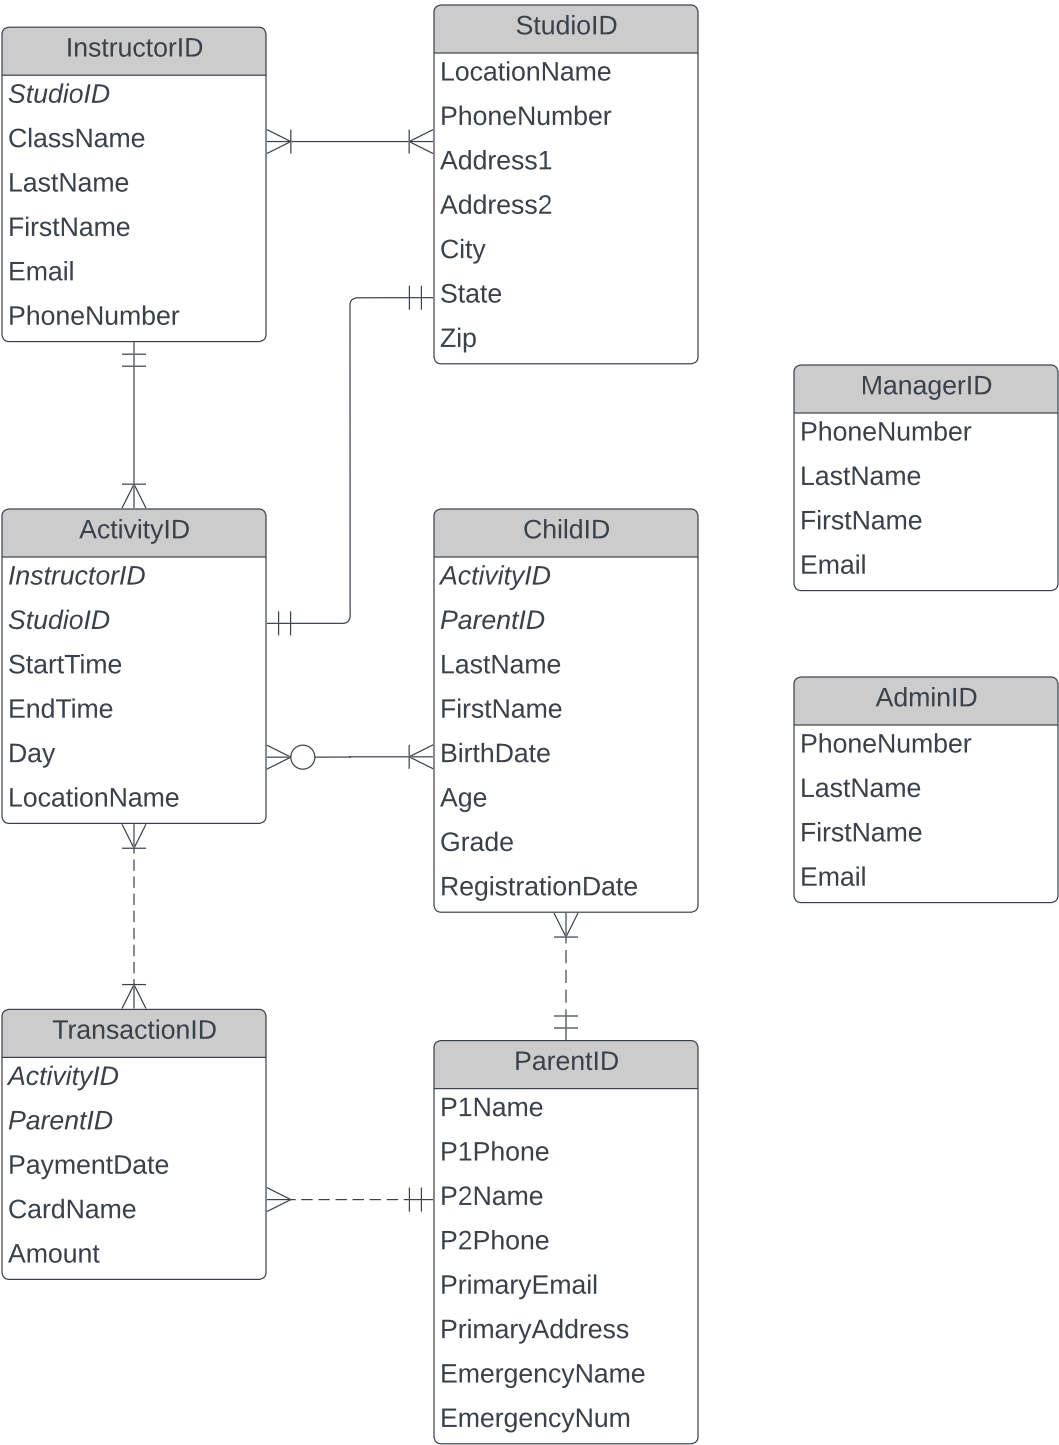 InstructorID
StudioID
ClassName
LastName
FirstName
Email
PhoneNumber
StudioID
LocationName
PhoneNumber
Address1
Address2
City
State
Zip
ManagerID
PhoneNumber
LastName
FirstName
Email
ActivityID
InstructorID
StudioID
StartTime
EndTime
Day
LocationName
ChildID
ActivityID
ParentID
LastName
FirstName
BirthDate
Age
Grade
RegistrationDate
AdminID
PhoneNumber
LastName
FirstName
Email
TransactionID
ActivityID
ParentID
PaymentDate
CardName
Amount
ParentID
P1Name
P1Phone
P2Name
P2Phone
PrimaryEmail
PrimaryAddress
EmergencyName
EmergencyNum